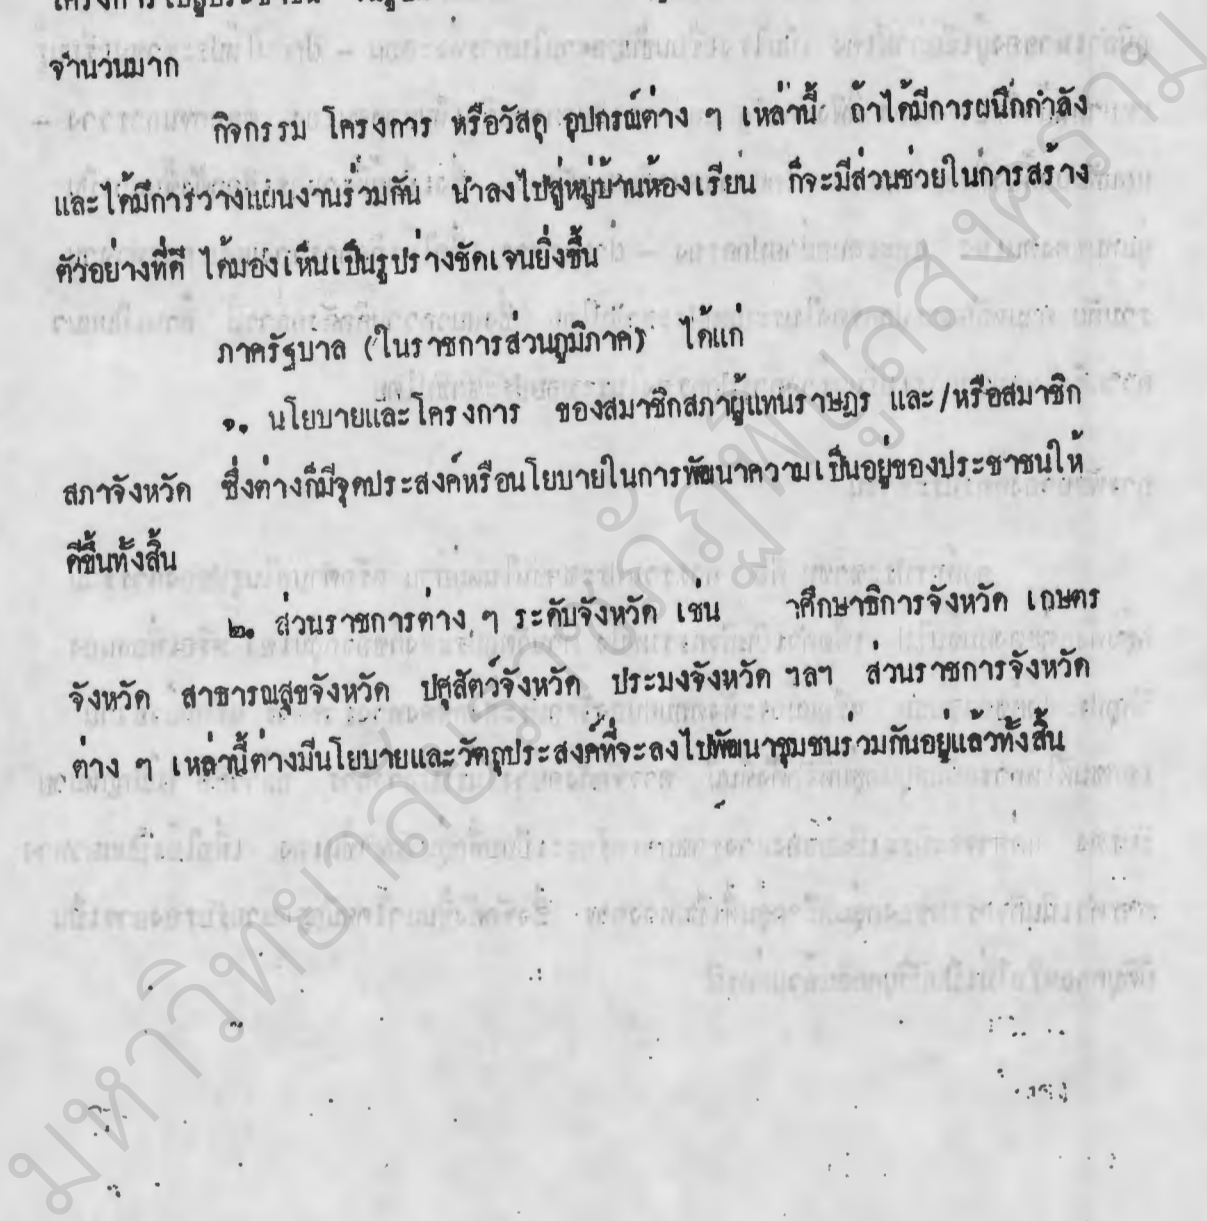 จำนวนมาก
กิจกรรม โครงการ หรือวัสดุ อุปกรณ์ต่าง ๆ เหล่านี้ ถ้าได้มีการผนึกกำลัง
และได้มีการวางแผนงานร่วมกัน นำลงไปสู่หมู่บ้านห้องเรียน ก็จะมีส่วนช่วยในการสร้าง
ตัวอย่างที่ดี ได้มองเห็นเป็นรูปร่างชัดเจนยิ่งขึ้น
ภาครัฐบาล (ในราชการส่วนภูมิภาค) ได้แก่
๑. นโยบายและโครงการ ของสมาชิกสภาผู้แทนราษฎร และ/หรือสมาชิก
สภาจังหวัด ซึ่งต่างก็มีจุดประสงค์หรือนโยบายในการพัฒนาความเป็นอยู่ของประชาชนให้
ดีขึ้นทั้งสิ้น
๒. ส่วนราชการต่าง ๆ ระดับจังหวัด เช่น ศึกษาธิการจังหวัด เกษตร
จังหวัด สาธารณสุขจังหวัด ปศุสัตว์จังหวัด ประมงจังหวัด ฯลฯ ส่วนราชการจังหวัด
ต่าง ๆ เหล่านี้ต่างมีนโยบายและวัตถุประสงค์ที่จะลงไปพัฒนาชุมชนร่วมกันอยู่แล้วทั้งสิ้น
มหาวิทยาลัยราชภัฏพิบูลสงคราม